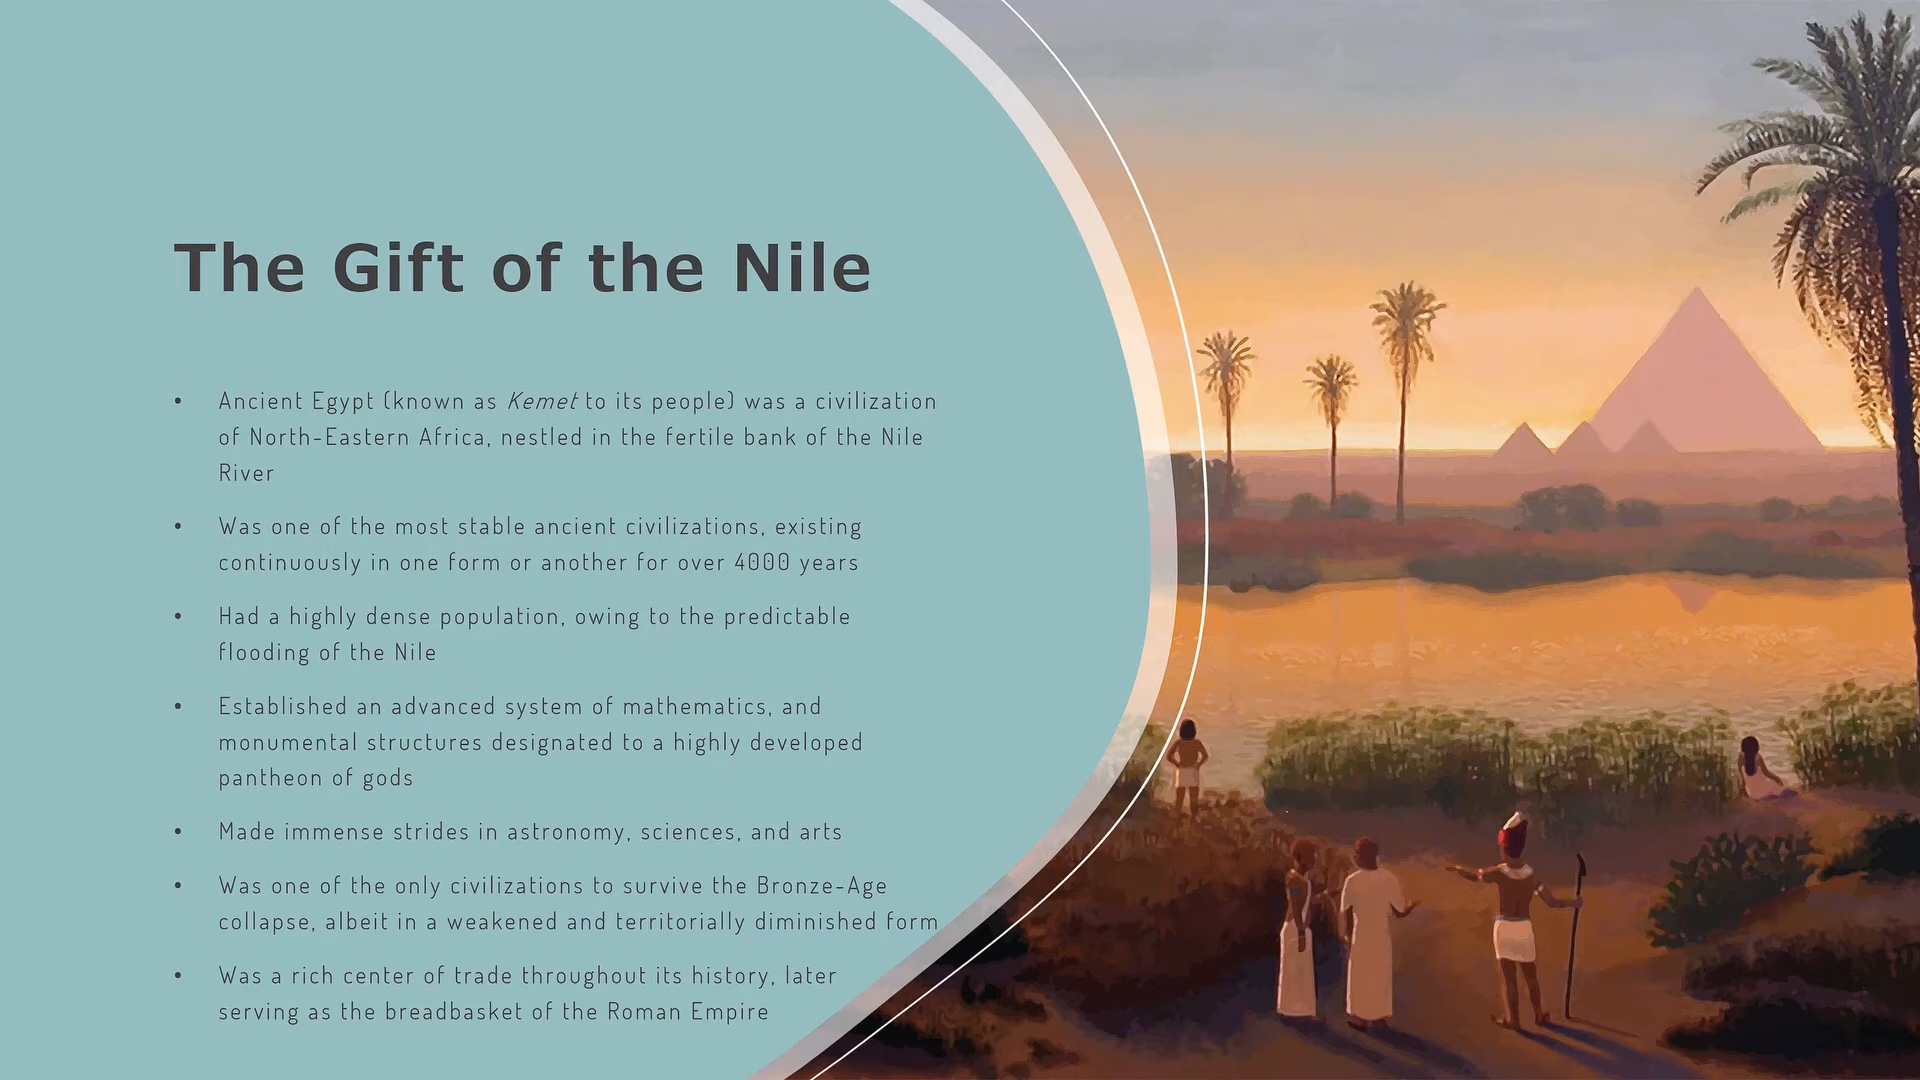 The Gift of the Nile
• Ancient Egypt (known as Kemet to its people) was a civilization
of North-Eastern Africa, nestled in the fertile bank of the Nile
River
• Was one of the most stable ancient civilizations, existing
continuously in one form or another for over 4000 years
• Had a highly dense population, owing to the predictable
flooding of the Nile
• Established an advanced system of mathematics, and
monumental structures designated to a highly developed
pantheon of gods
• Made immense strides in astronomy, sciences, and arts
• Was one of the only civilizations to survive the Bronze-Age
collapse, albeit in a weakened and territorially diminished form
• Was a rich center of trade throughout its history, later
serving as the breadbasket of the Roman Empire